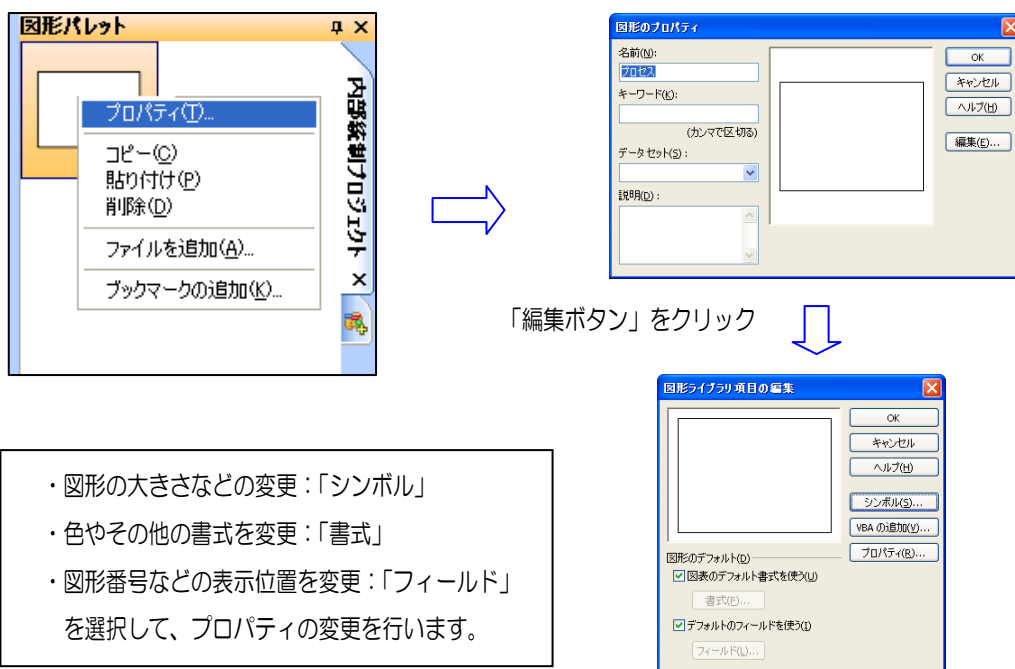 図形パレット
内部統制プロジェクト
プロパティ(T)...
コピー(C)
貼り付け(P)
削除(D)
ファイルを追加(A)...
ブックマークの追加(K)...
図形のプロパティ
名前(N):
プロセス
キーワード(K):
(カンマで区切る)
データ セット(S) :
説明(D) :
OK
キャンセル
ヘルプ(H)
編集(E)...
「編集ボタン」をクリック
図形ライブラリ項目の編集
OK
キャンセル
ヘルプ(H)
シンボル(S)...
VBA の追加(V)...
プロパティ(R)...
図形のデフォルト(D)
図表のデフォルト書式を使う(U)
書式(F)...
デフォルトのフィールドを使う(I)
フィールド(L)...
・図形の大きさなどの変更:「シンボル」
・色やその他の書式を変更:「書式」
・図形番号などの表示位置を変更:「フィールド」
を選択して、プロパティの変更を行います。